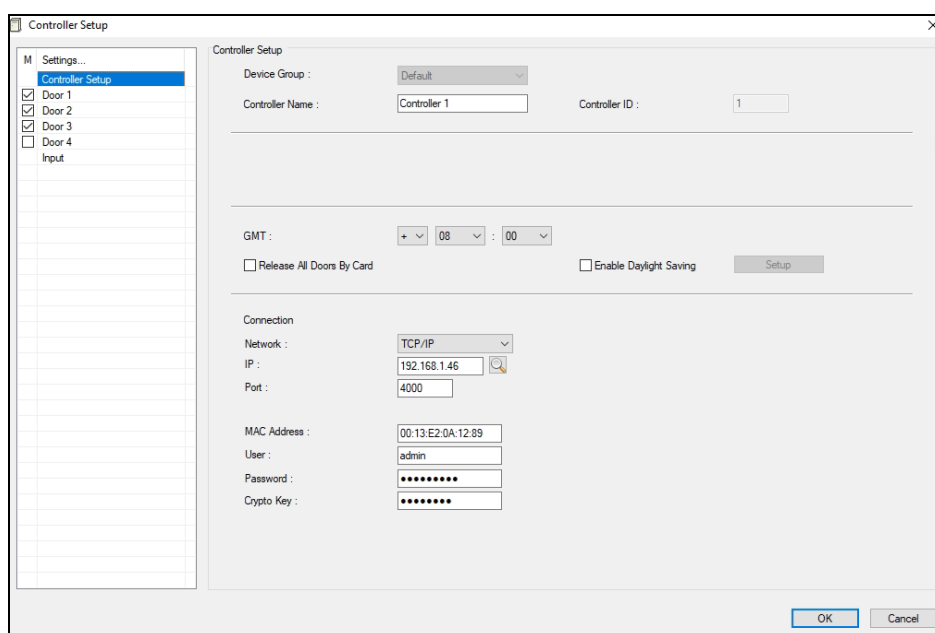 Controller Setup
M Settings...
Controller Setup
Door 1
Door 2
Door 3
Door 4
Input
Controller Setup
Device Group : Default
Controller Name : Controller 1 Controller ID : 1
GMT : + 08 : 00
Release All Doors By Card Enable Daylight Saving Setup
Connection
Network : TCP/IP
IP : 192.168.1.46
Port : 4000
MAC Address : 00:13:E2:0A:12:89
User : admin
Password : •••••••••
Crypto Key : ••••••••
OK Cancel